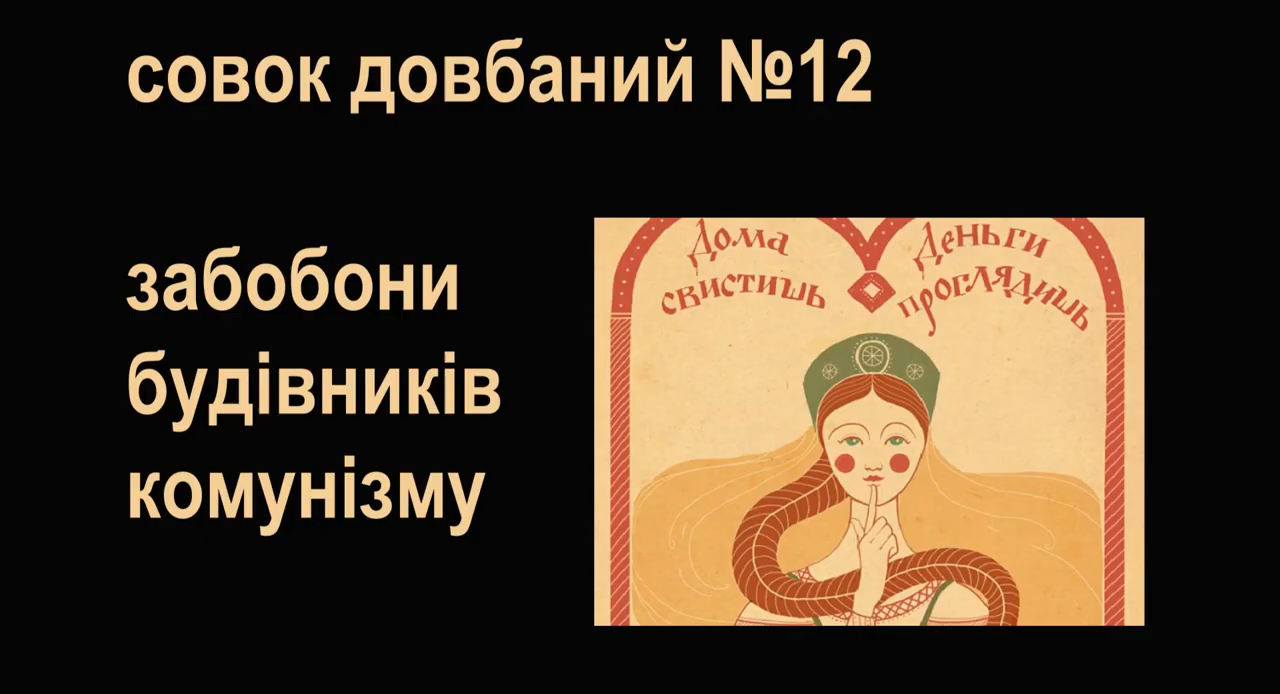 совок довбаний №12
забобони
будівників
комунізму
Дома
свистишь
Деньги
проглядишь